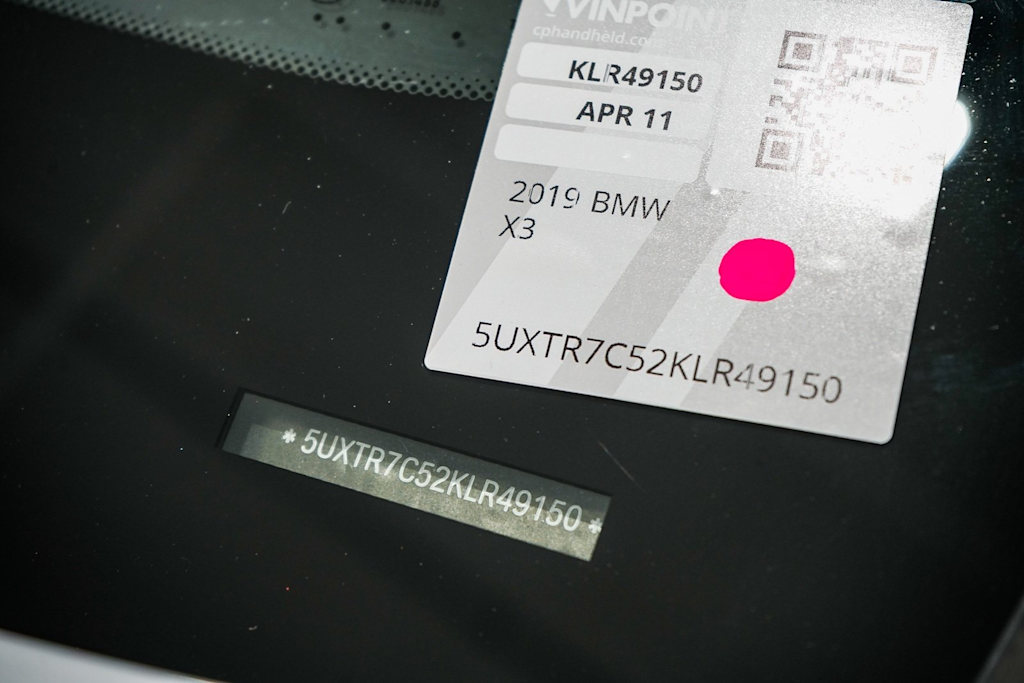 VINPOINT
cphandheld.com
KLR49150
APR 11
2019 BMW
X3
5UXTR7C52KLR49150
* 5UXTR7C52KLR49150 *